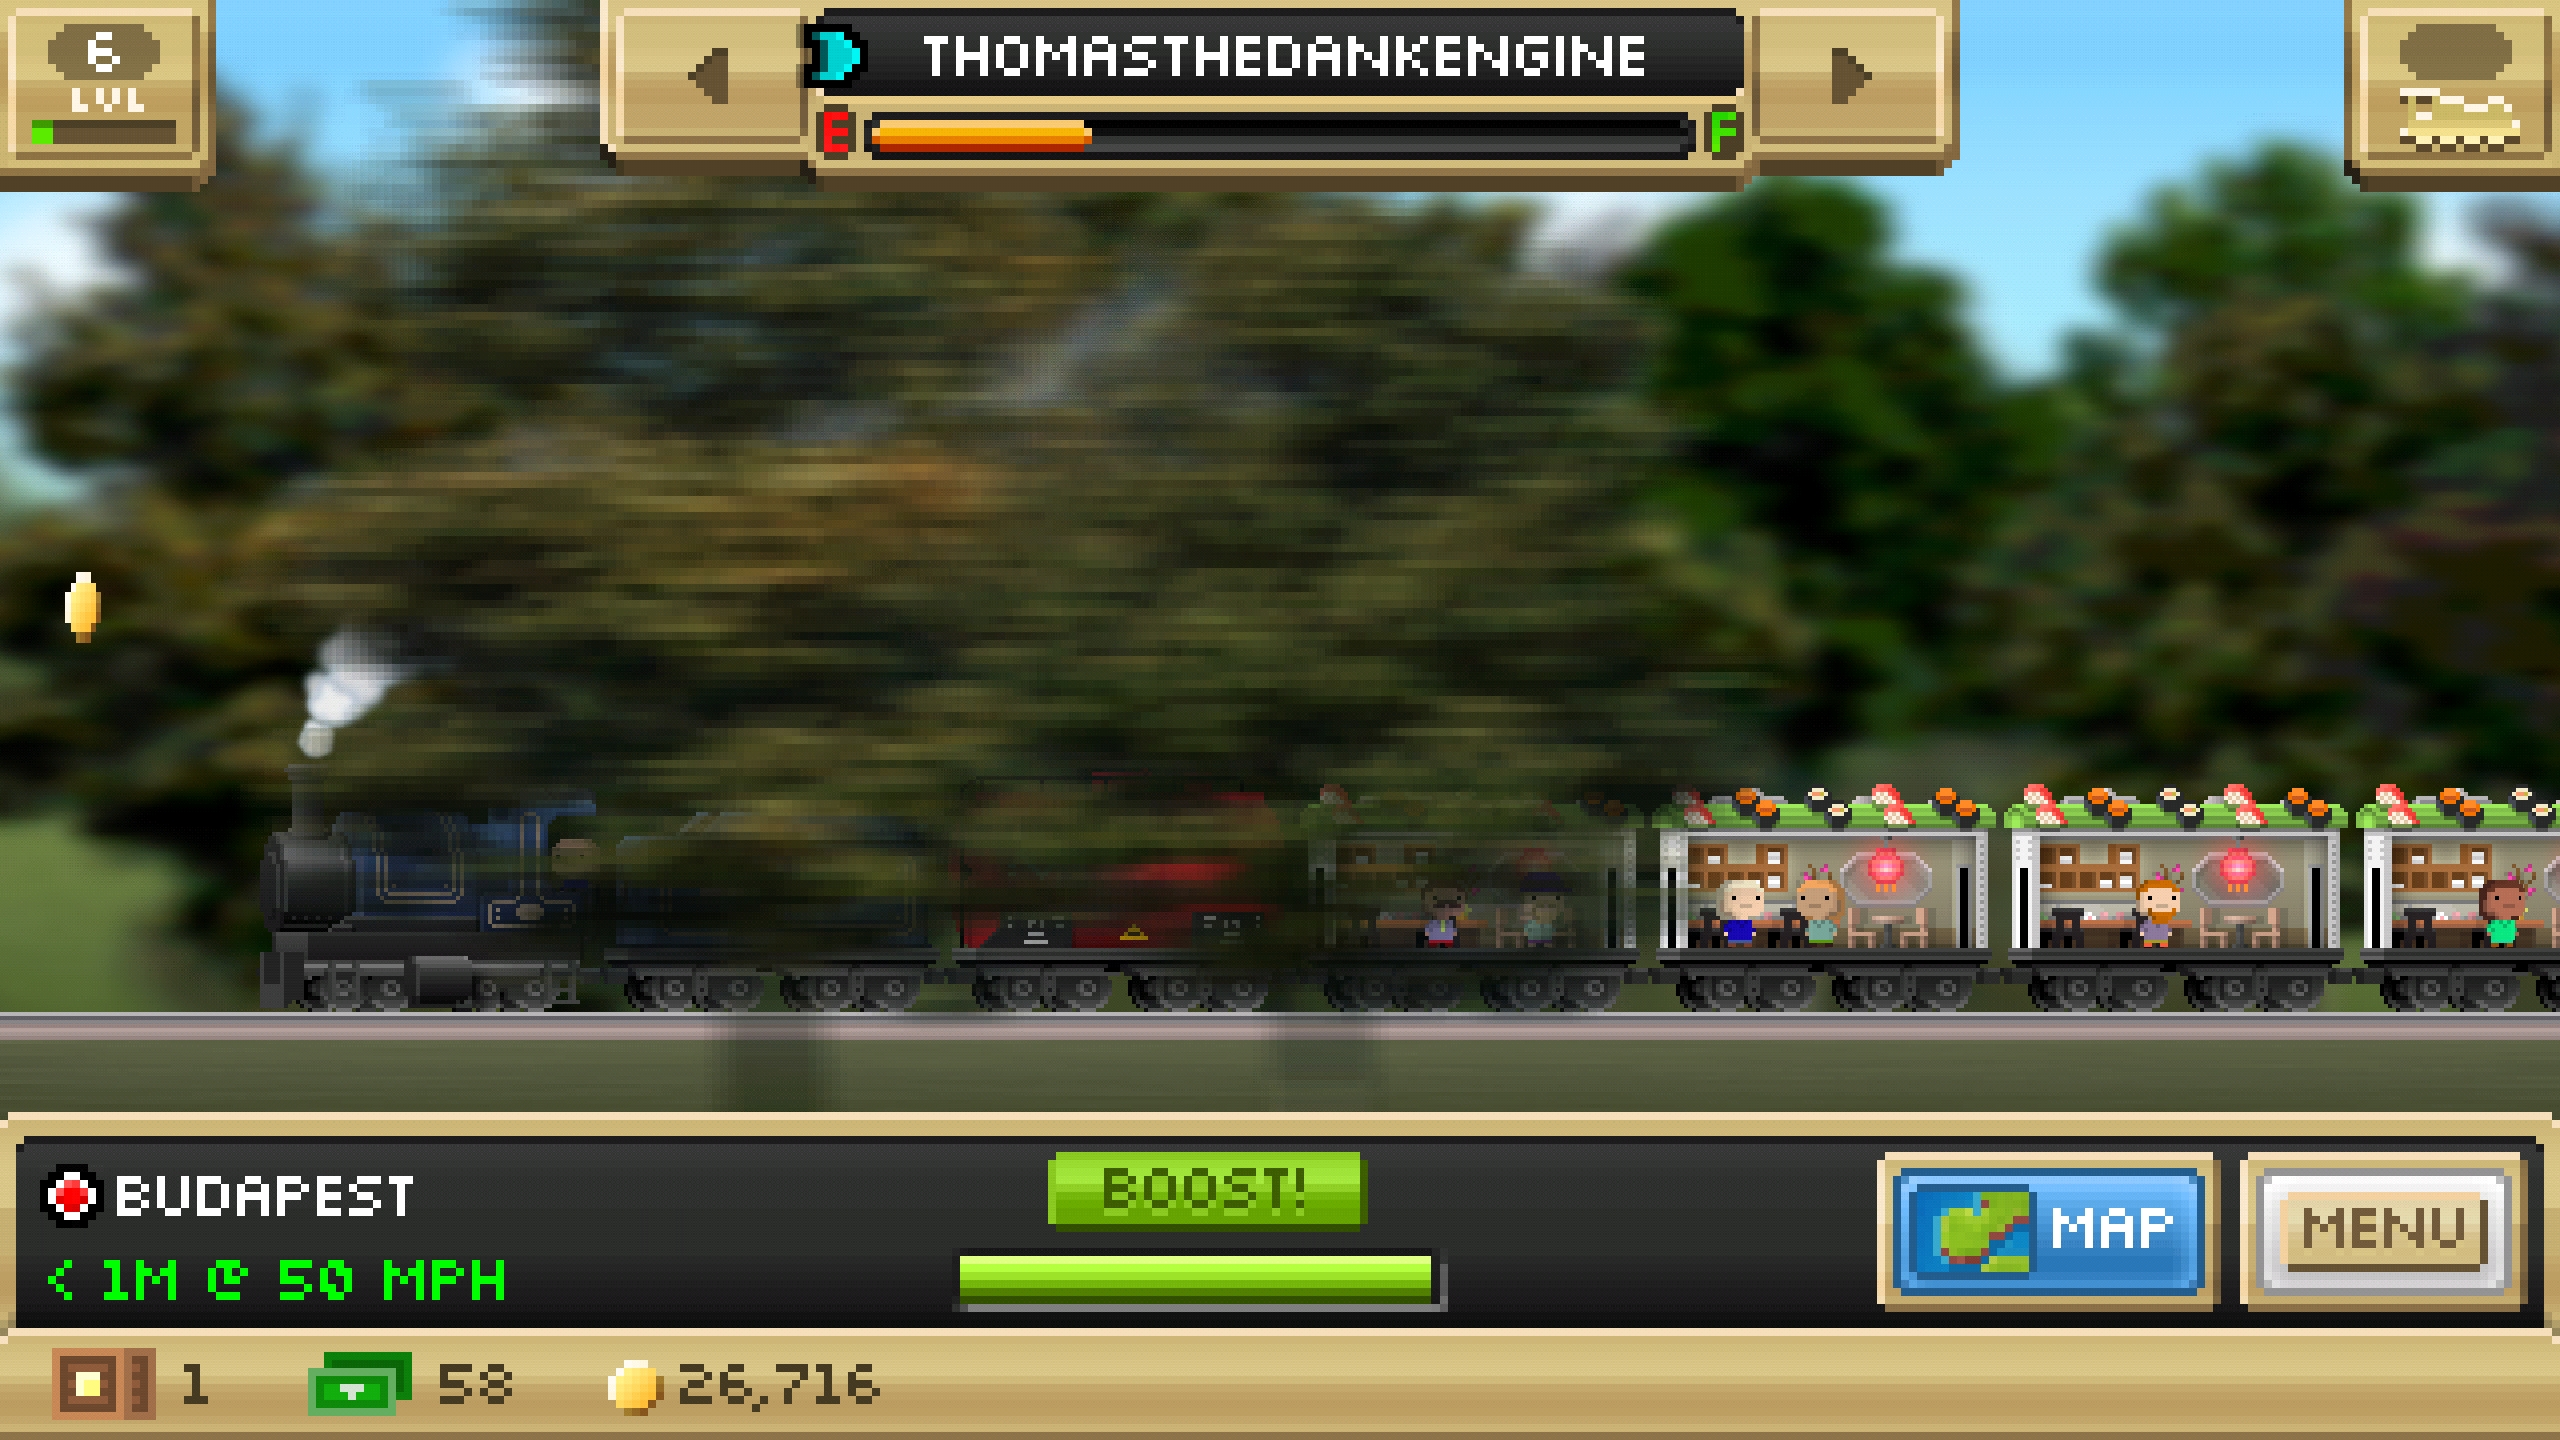 6
LVL
THOMASTHEDANKENGINE
E F
BUDAPEST
< 1M @ 50 MPH
BOOST!
MAP
MENU
1 58 26,716